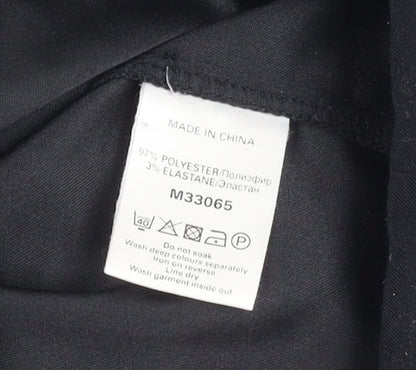 MADE IN CHINA
97% POLYESTER/Полиэфир
3% ELASTANE/Эластан
M33065
40 P
Do not soak
Wash deep colours separately
Iron on reverse
Line dry
Wash garment inside out